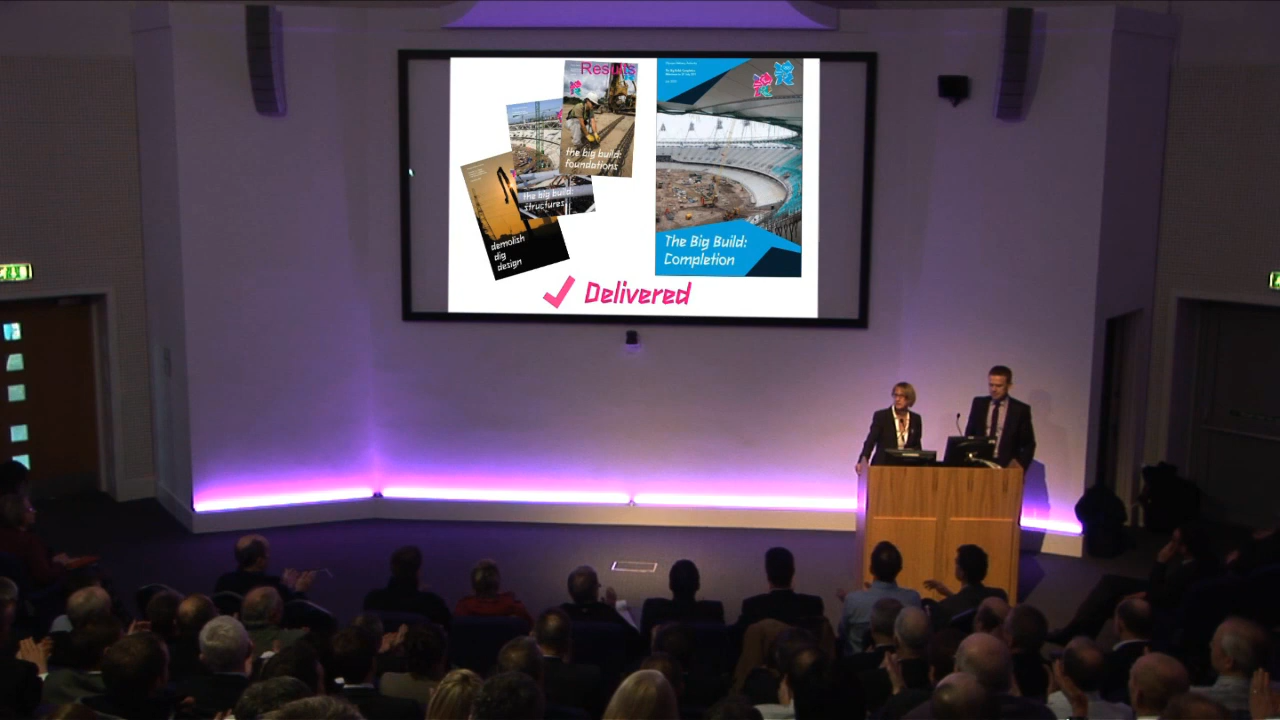 Results
the big build:
foundations
the big build:
structures
demolish
dig
design
The Big Build:
Completion
Delivered